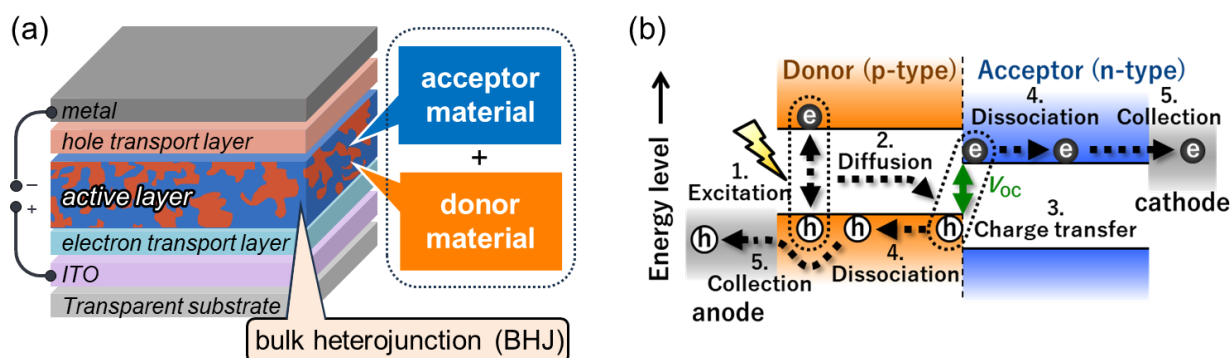 (a)
metal
hole transport layer
active layer
electron transport layer
ITO
Transparent substrate
−
+
acceptor
material
+
donor
material
bulk heterojunction (BHJ)
(b)
Energy level
Donor (p-type)
Acceptor (n-type)
e
1.
Excitation
2.
Diffusion
h
h
h
h
4.
Dissociation
5.
Collection
anode
e
e
e
4.
Dissociation
5.
Collection
cathode
VOC
3.
Charge transfer